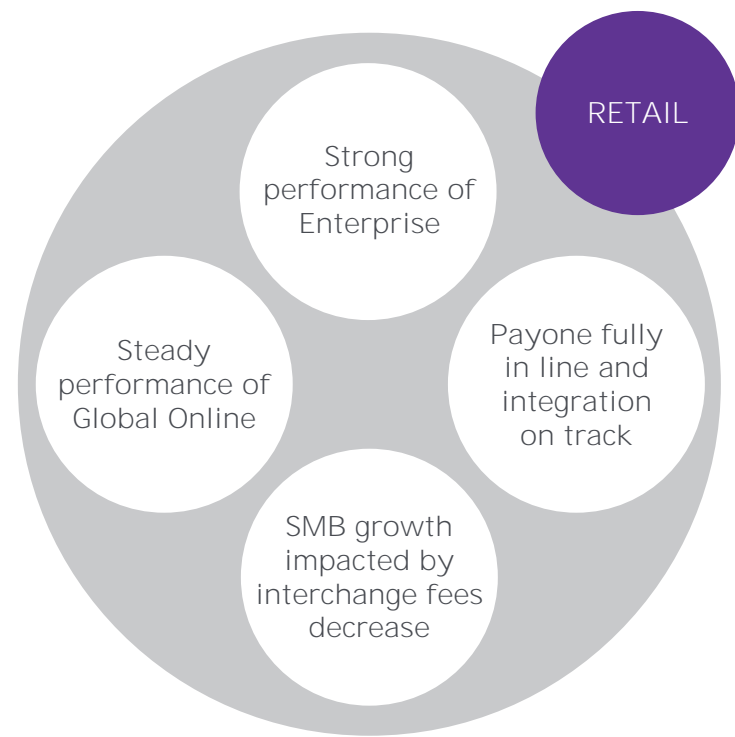 RETAIL
Strong
performance of
Enterprise
Steady
performance of
Global Online
Payone fully
in line and
integration
on track
SMB growth
impacted by
interchange fees
decrease